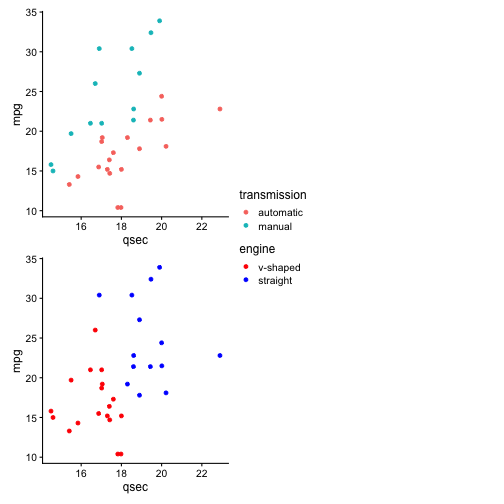 35
30
25
20
15
10
mpg
16 18 20 22
qsec
transmission
automatic
manual
engine
v-shaped
straight
35
30
25
20
15
10
mpg
16 18 20 22
qsec